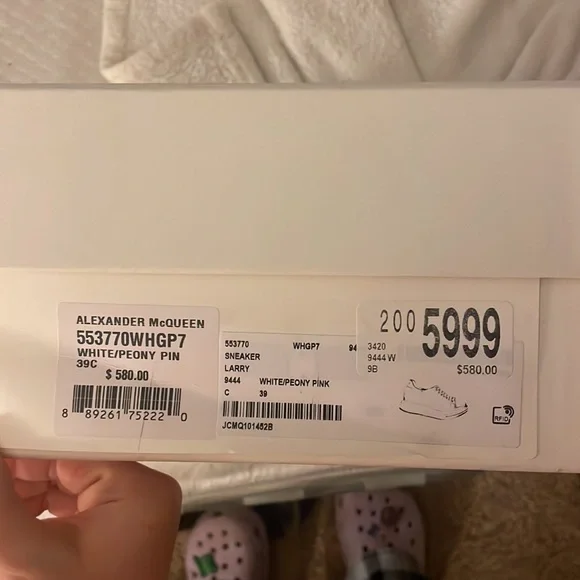 ALEXANDER McQUEEN
553770WHGP7
WHITE/PEONY PIN
39C
$ 580.00
8 89261 75222 0
553770 WHGP7 94
SNEAKER
LARRY
9444 WHITE/PEONY PINK
C 39
JCMQ101452B
200 5999
3420
9444 W
9B $580.00
RFID